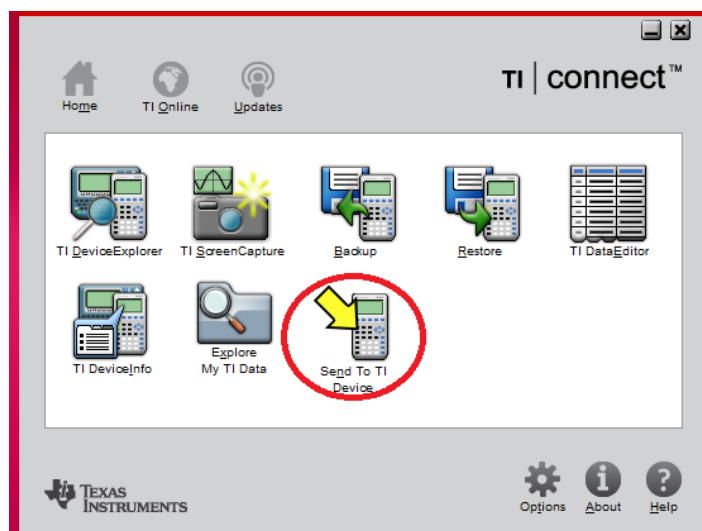 TI connect™
Home
TI Online
Updates
TI DeviceExplorer
TI ScreenCapture
Backup
Restore
TI DataEditor
TI DeviceInfo
Explore
My TI Data
Send To TI
Device
TEXAS
INSTRUMENTS
Options
About
Help